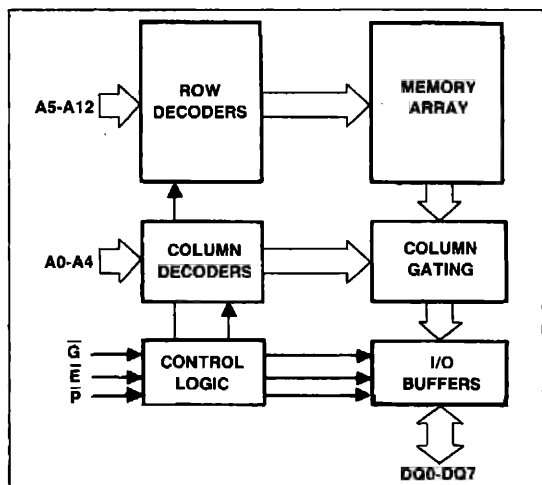 ROW
DECODERS
MEMORY
ARRAY
A5-A12
COLUMN
DECODERS
COLUMN
GATING
A0-A4
G̅
E̅
P̅
CONTROL
LOGIC
I/O
BUFFERS
DQ0-DQ7